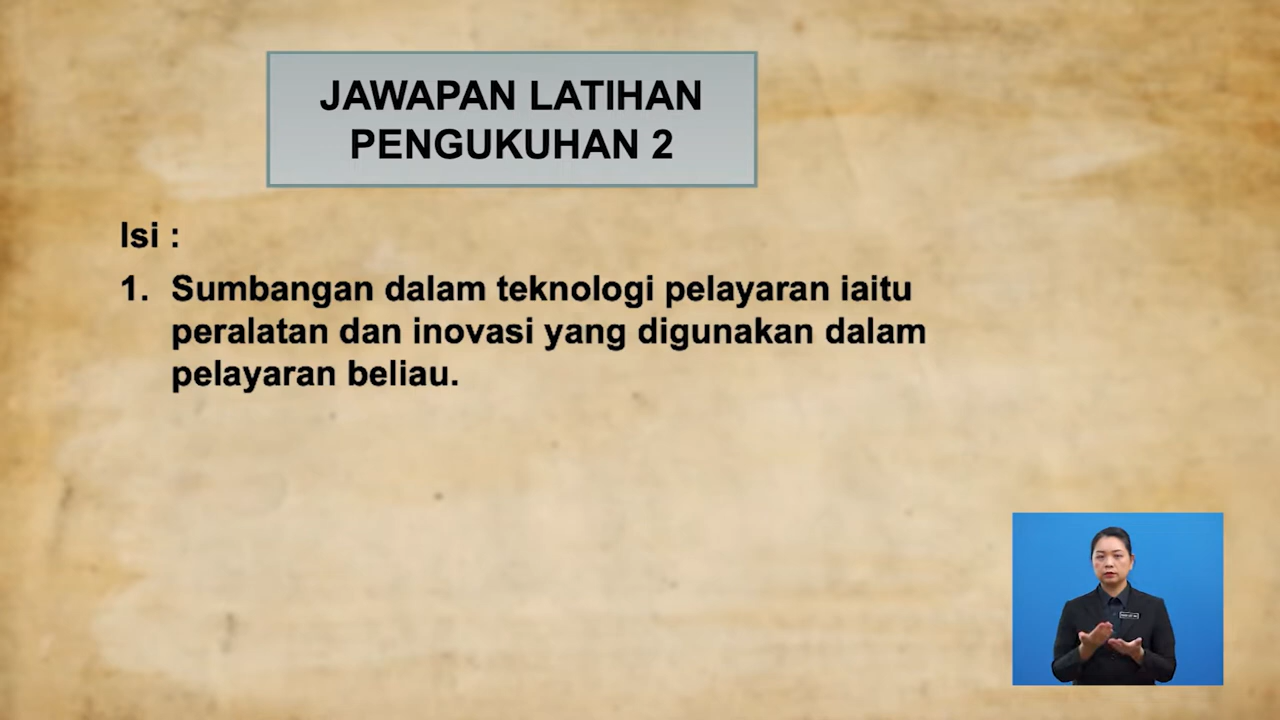 JAWAPAN LATIHAN
PENGUKUHAN 2
Isi :
1. Sumbangan dalam teknologi pelayaran iaitu
peralatan dan inovasi yang digunakan dalam
pelayaran beliau.